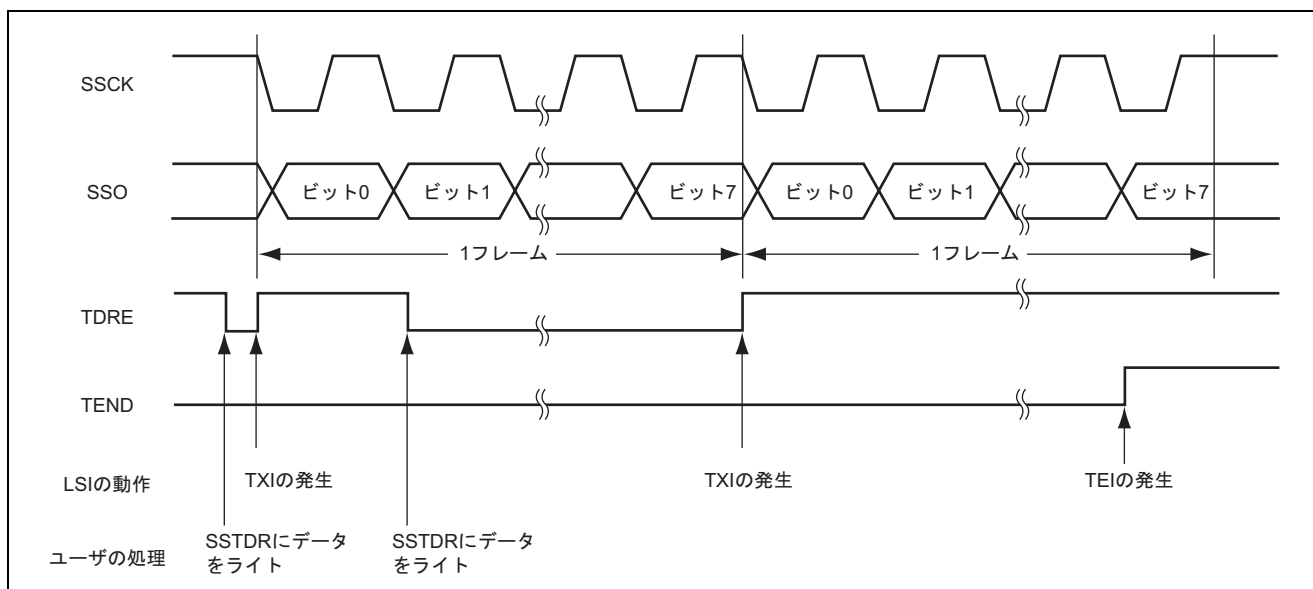 SSCK
SSO
ビット0
ビット1
ビット7
ビット0
ビット1
ビット7
1フレーム
1フレーム
TDRE
TEND
LSIの動作
TXIの発生
TXIの発生
TEIの発生
ユーザの処理
SSTDRにデータ
をライト
SSTDRにデータ
をライト